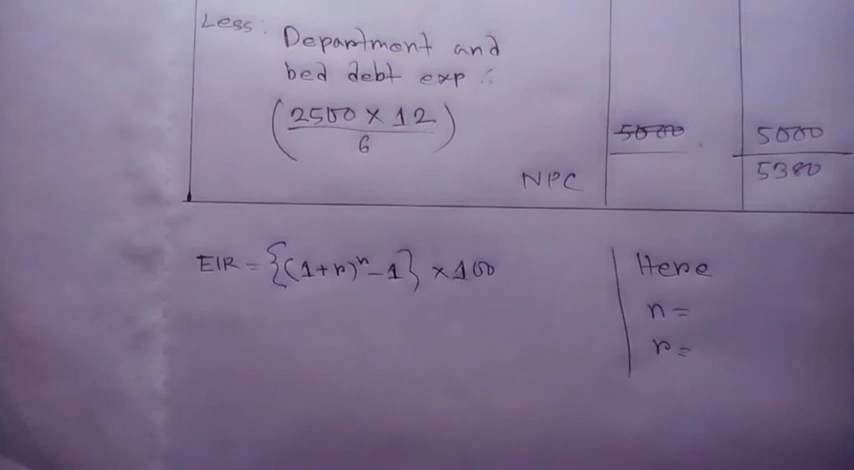 Less:
Department and
bed debt exp:
(2500 × 12 / 6)
5000 5000
NPC 5380
EIR = {(1+r)ⁿ-1} × 100
Here
n =
r =